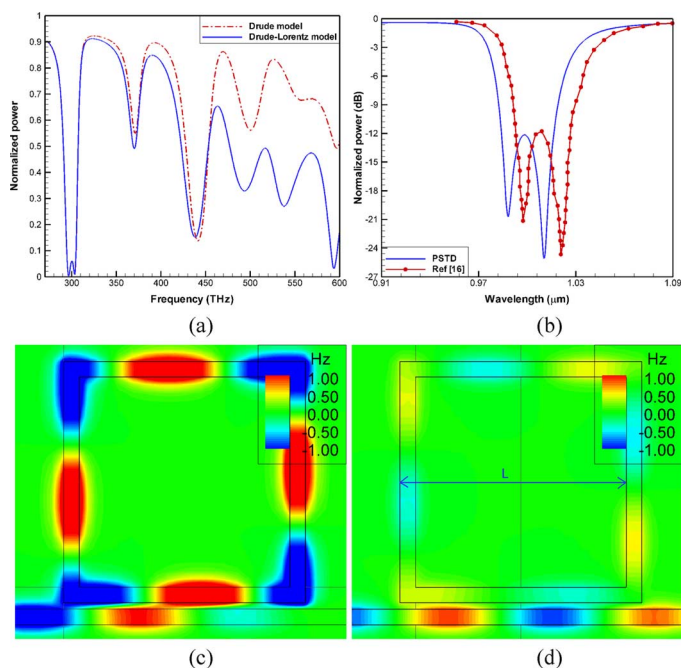 1
0.9
0.8
0.7
0.6
0.5
0.4
0.3
0.2
0.1
0
Normalized power
Drude model
Drude-Lorentz model
300 350 400 450 500 550 600
Frequency (THz)
(a)
0
-3
-6
-9
-12
-15
-18
-21
-24
-27
Normalized power (dB)
PSTD
Ref [16]
0.91 0.97 1.03 1.09
Wavelength (μm)
(b)
Hz
1.00
0.50
0.00
-0.50
-1.00
(c)
Hz
1.00
0.50
0.00
-0.50
-1.00
L
(d)